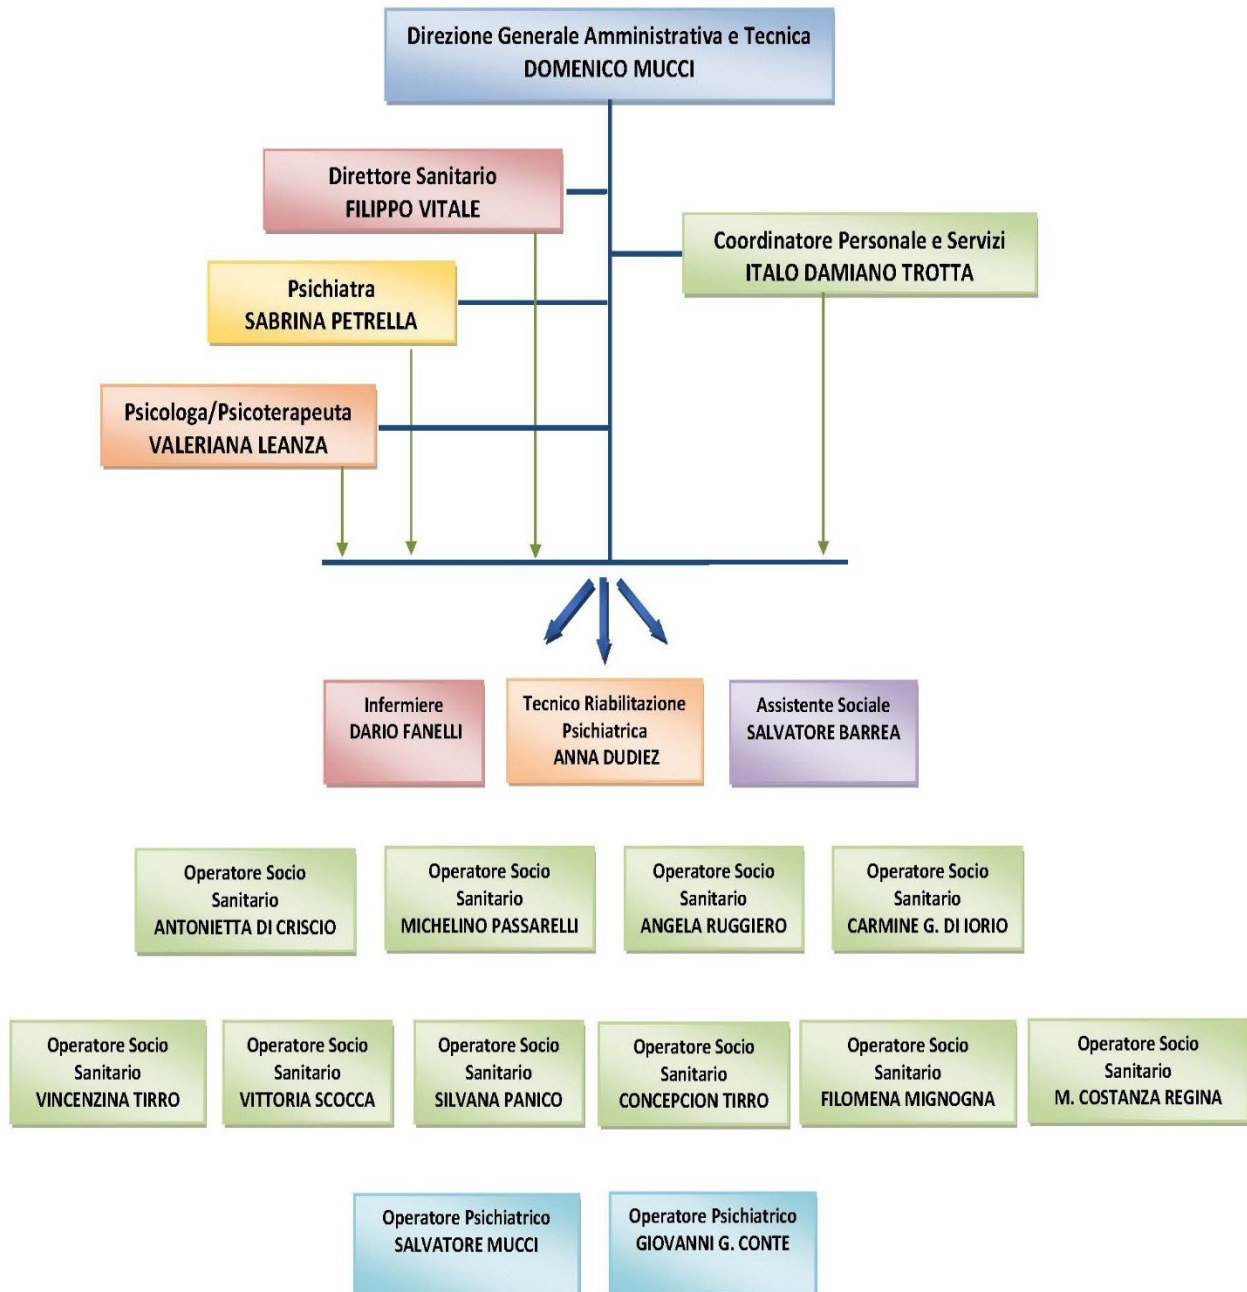 Direzione Generale Amministrativa e Tecnica
DOMENICO MUCCI
Direttore Sanitario
FILIPPO VITALE
Coordinatore Personale e Servizi
ITALO DAMIANO TROTTA
Psichiatra
SABRINA PETRELLA
Psicologa/Psicoterapeuta
VALERIANA LEANZA
Infermiere
DARIO FANELLI
Tecnico Riabilitazione
Psichiatrica
ANNA DUDIEZ
Assistente Sociale
SALVATORE BARREA
Operatore Socio
Sanitario
ANTONIETTA DI CRISCIO
Operatore Socio
Sanitario
MICHELINO PASSARELLI
Operatore Socio
Sanitario
ANGELA RUGGIERO
Operatore Socio
Sanitario
CARMINE G. DI IORIO
Operatore Socio
Sanitario
VINCENZINA TIRRO
Operatore Socio
Sanitario
VITTORIA SCOCCA
Operatore Socio
Sanitario
SILVANA PANICO
Operatore Socio
Sanitario
CONCEPCION TIRRO
Operatore Socio
Sanitario
FILOMENA MIGNOGNA
Operatore Socio
Sanitario
M. COSTANZA REGINA
Operatore Psichiatrico
SALVATORE MUCCI
Operatore Psichiatrico
GIOVANNI G. CONTE